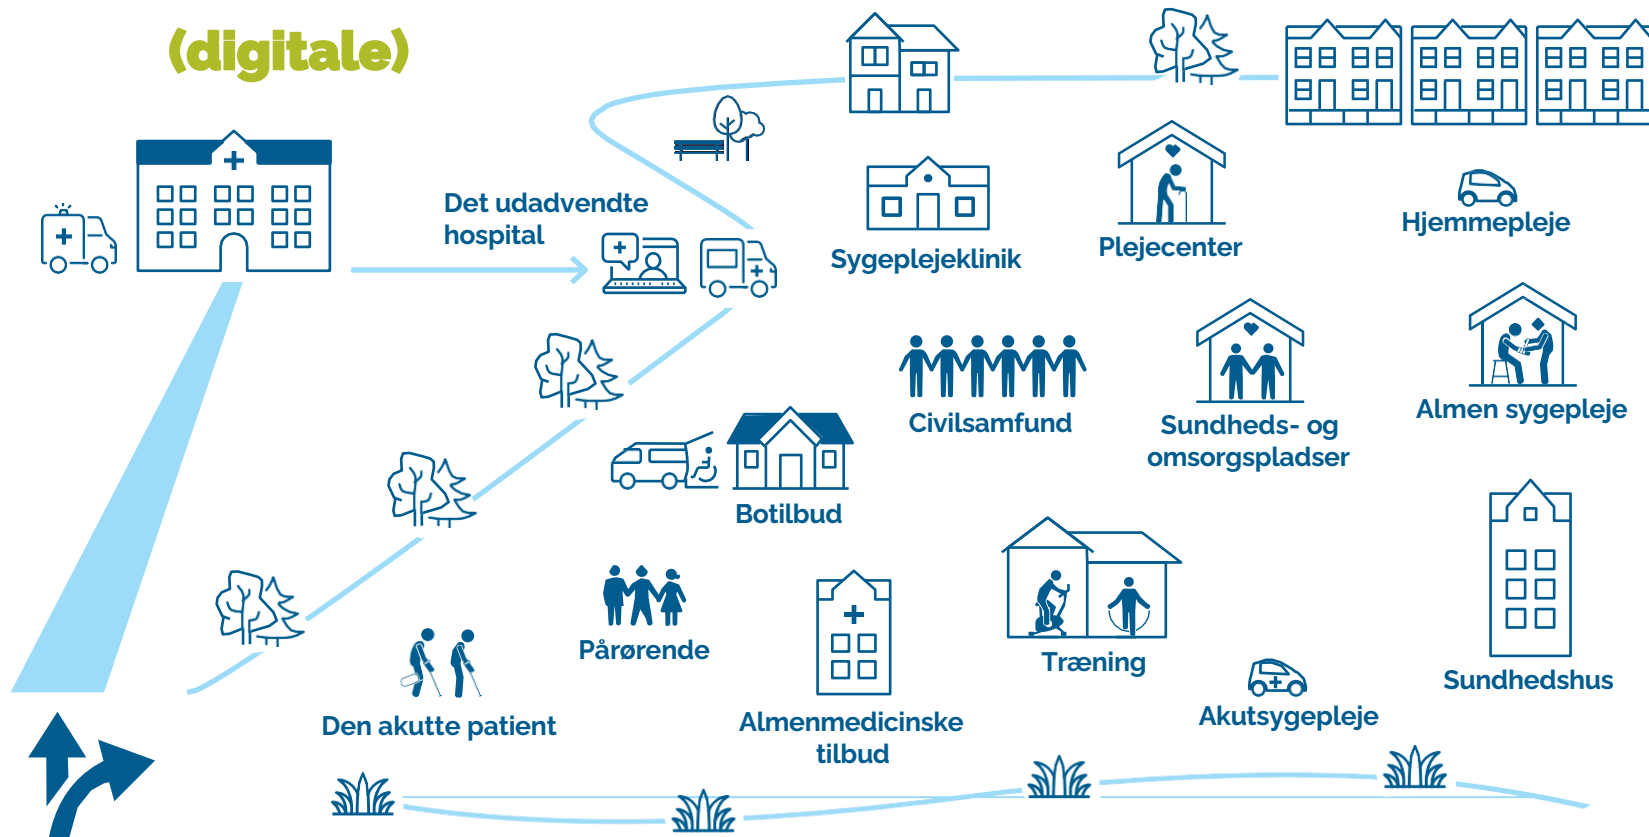 (digitale)
Det udadvendte
hospital
Sygeplejeklinik
Plejecenter
Hjemmepleje
Civilsamfund
Sundheds- og
omsorgspladser
Almen sygepleje
Botilbud
Pårørende
Træning
Sundhedshus
Den akutte patient
Almenmedicinske
tilbud
Akutsygepleje